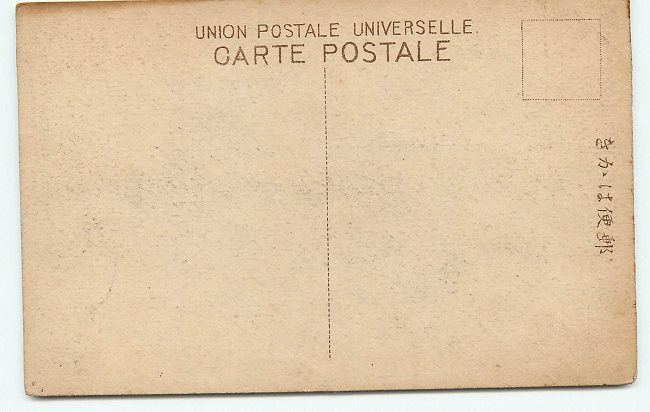 UNION POSTALE UNIVERSELLE.
CARTE POSTALE
郵便はかき